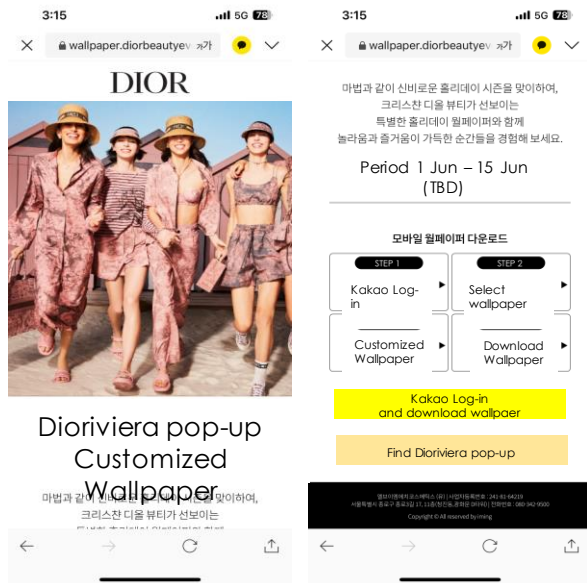 3:15
5G 78
wallpaper.diorbeautyev
가
DIOR
Dioriviera pop-up
Customized
Wallpaper
마법과 같이 신비로운 홀리데이 시즌을 맞이하여,
크리스챤 디올 뷰티가 선보이는
3:15
5G 78
wallpaper.diorbeautyev
가
마법과 같이 신비로운 홀리데이 시즌을 맞이하여,
크리스챤 디올 뷰티가 선보이는
특별한 홀리데이 월페이퍼와 함께
놀라움과 즐거움이 가득한 순간들을 경험해 보세요.
Period 1 Jun – 15 Jun
(TBD)
모바일 월페이퍼 다운로드
STEP 1
Kakao Log-
in
STEP 2
Select
wallpaper
Customized
Wallpaper
Download
Wallpaper
Kakao Log-in
and download wallpaer
Find Dioriviera pop-up
Copyright © All reserved by iming